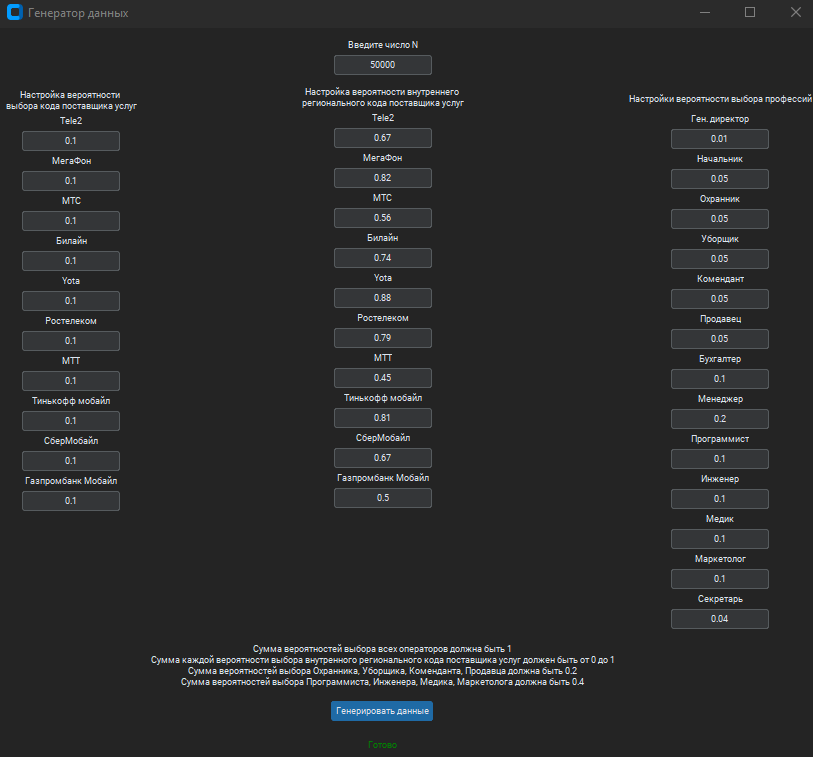 Генератор данных
Введите число N
50000
Настройка вероятности
выбора кода поставщика услуг
Tele2
0.1
МегаФон
0.1
МТС
0.1
Билайн
0.1
Yota
0.1
Ростелеком
0.1
МТТ
0.1
Тинькофф мобайл
0.1
СберМобайл
0.1
Газпромбанк Мобайл
0.1
Настройка вероятности внутреннего
регионального кода поставщика услуг
Tele2
0.67
МегаФон
0.82
МТС
0.56
Билайн
0.74
Yota
0.88
Ростелеком
0.79
МТТ
0.45
Тинькофф мобайл
0.81
СберМобайл
0.67
Газпромбанк Мобайл
0.5
Настройки вероятности выбора профессий
Ген. директор
0.01
Начальник
0.05
Охранник
0.05
Уборщик
0.05
Комендант
0.05
Продавец
0.05
Бухгалтер
0.1
Менеджер
0.2
Программист
0.1
Инженер
0.1
Медик
0.1
Маркетолог
0.1
Секретарь
0.04
Сумма вероятностей выбора всех операторов должна быть 1
Сумма каждой вероятности выбора внутренного регионального кода поставщика услуг должен быть от 0 до 1
Сумма вероятностей выбора Охранника, Уборщика, Коменданта, Продавца должна быть 0.2
Сумма вероятностей выбора Программиста, Инженера, Медика, Маркетолога должна быть 0.4
Генерировать данные
Готово